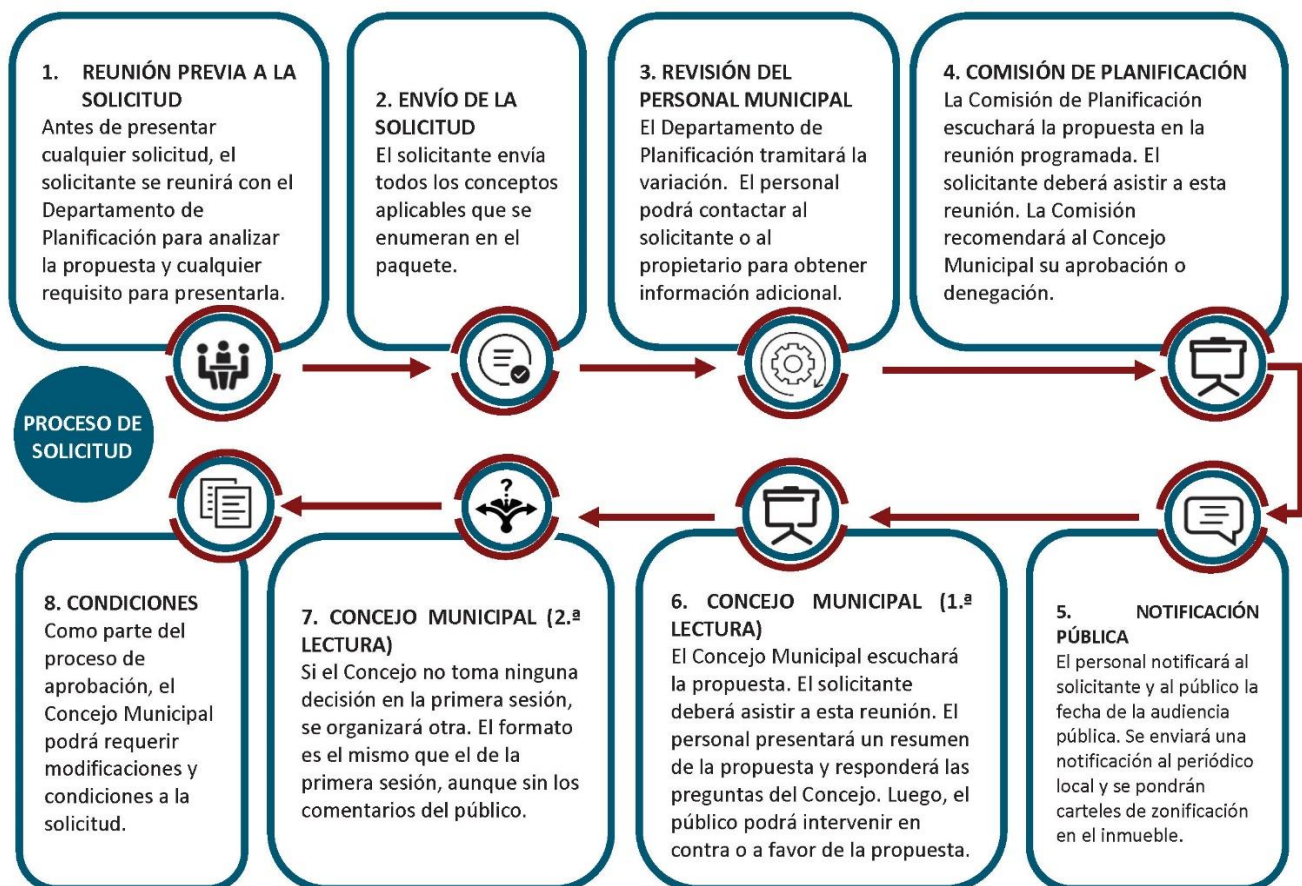 1. REUNIÓN PREVIA A LA
SOLICITUD
Antes de presentar
cualquier solicitud, el
solicitante se reunirá con el
Departamento de
Planificación para analizar
la propuesta y cualquier
requisito para presentarla.
2. ENVÍO DE LA
SOLICITUD
El solicitante envía
todos los conceptos
aplicables que se
enumeran en el
paquete.
3. REVISIÓN DEL
PERSONAL MUNICIPAL
El Departamento de
Planificación tramitará la
variación. El personal
podrá contactar al
solicitante o al
propietario para obtener
información adicional.
4. COMISIÓN DE PLANIFICACIÓN
La Comisión de Planificación
escuchará la propuesta en la
reunión programada. El
solicitante deberá asistir a esta
reunión. La Comisión
recomendará al Concejo
Municipal su aprobación o
denegación.
PROCESO DE
SOLICITUD
?
5. NOTIFICACIÓN
PÚBLICA
El personal notificará al
solicitante y al público la
fecha de la audiencia
pública. Se enviará una
notificación al periódico
local y se pondrán
carteles de zonificación
en el inmueble.
6. CONCEJO MUNICIPAL (1.ª
LECTURA)
El Concejo Municipal escuchará
la propuesta. El solicitante
deberá asistir a esta reunión. El
personal presentará un resumen
de la propuesta y responderá las
preguntas del Concejo. Luego, el
público podrá intervenir en
contra o a favor de la propuesta.
7. CONCEJO MUNICIPAL (2.ª
LECTURA)
Si el Concejo no toma ninguna
decisión en la primera sesión,
se organizará otra. El formato
es el mismo que el de la
primera sesión, aunque sin los
comentarios del público.
8. CONDICIONES
Como parte del
proceso de
aprobación, el
Concejo Municipal
podrá requerir
modificaciones y
condiciones a la
solicitud.